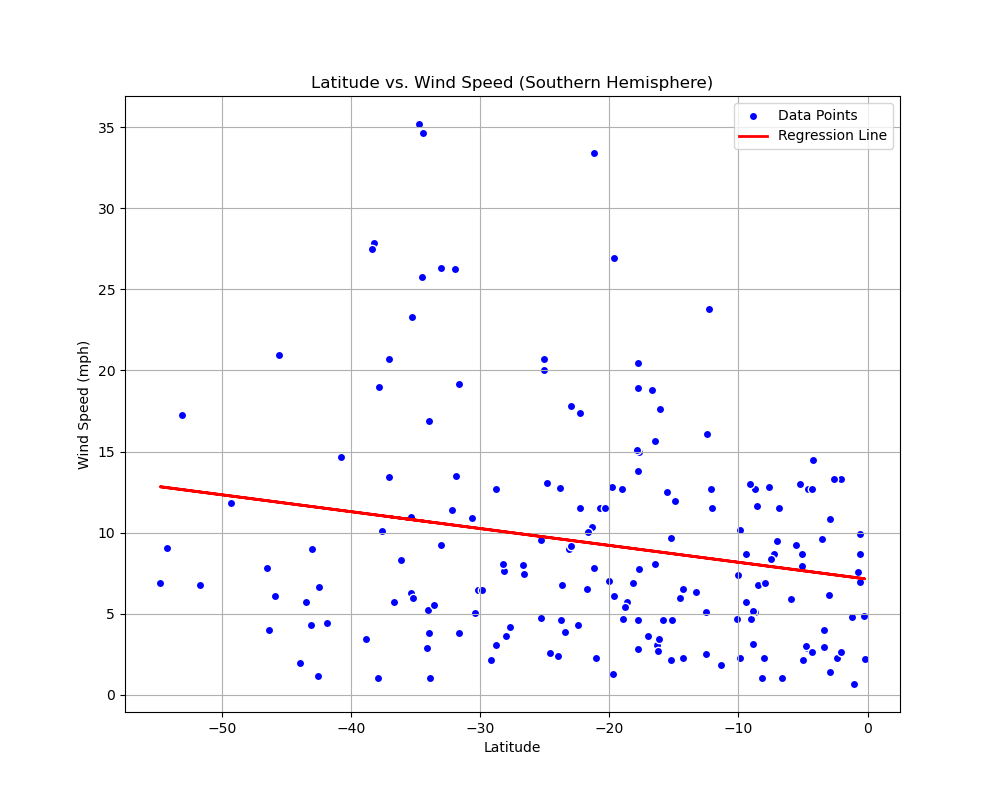 Latitude vs. Wind Speed (Southern Hemisphere)
Data Points
Regression Line
35
30
25
20
15
10
5
0
Wind Speed (mph)
−50 −40 −30 −20 −10 0
Latitude